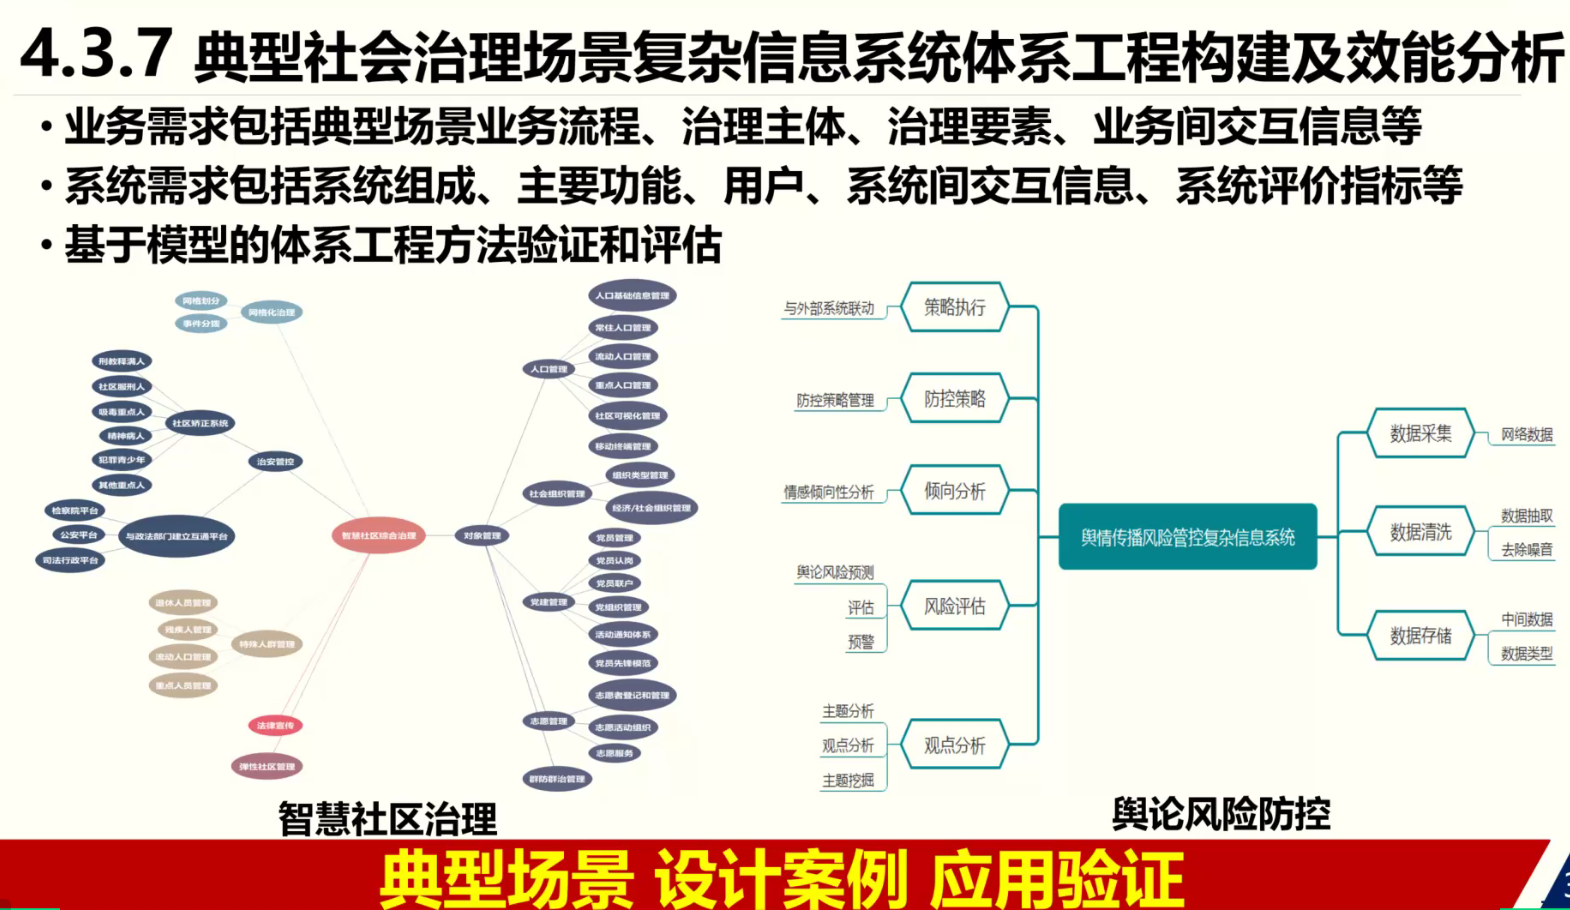 4.3.7 典型社会治理场景复杂信息系统体系工程构建及效能分析
• 业务需求包括典型场景业务流程、治理主体、治理要素、业务间交互信息等
• 系统需求包括系统组成、主要功能、用户、系统间交互信息、系统评价指标等
• 基于模型的体系工程方法验证和评估
网格划分
事件分拨
网格化治理
刑教释满人
社区服刑人
吸毒重点人
精神病人
犯罪青少年
其他重点人
社区矫正系统
治安管控
检察院平台
公安平台
司法行政平台
与政法部门建立互通平台
退休人员管理
残疾人管理
流动人口管理
重点人员管理
特殊人群管理
法律宣传
弹性社区管理
智慧社区综合治理
对象管理
人口管理
人口基础信息管理
常住人口管理
流动人口管理
重点人口管理
社区可视化管理
移动终端管理
社会组织管理
组织类型管理
经济/社会组织管理
党建管理
党员管理
党员认岗
党员联户
党组织管理
活动通知体系
党员先锋模范
志愿管理
志愿者登记和管理
志愿活动组织
志愿服务
群防群治管理
智慧社区治理
与外部系统联动
策略执行
防控策略管理
防控策略
情感倾向性分析
倾向分析
舆论风险预测
评估
预警
风险评估
主题分析
观点分析
主题挖掘
观点分析
舆情传播风险管控复杂信息系统
数据采集
网络数据
数据清洗
数据抽取
去除噪音
数据存储
中间数据
数据类型
舆论风险防控
典型场景 设计案例 应用验证